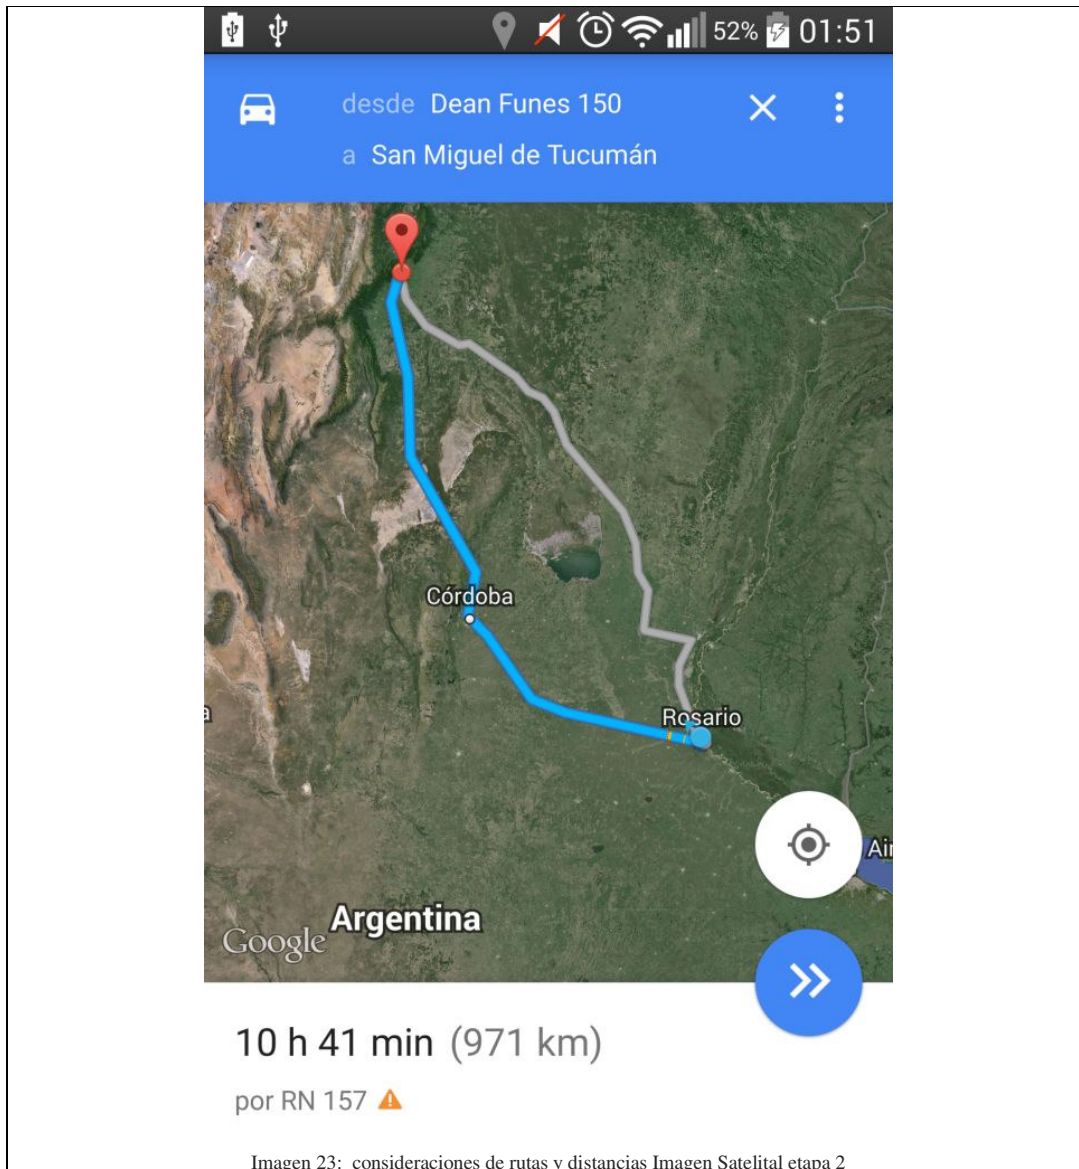 52% 01:51
desde Dean Funes 150
a San Miguel de Tucumán
Córdoba
Rosario
Argentina
Google
10 h 41 min (971 km)
por RN 157
Imagen 23: consideraciones de rutas y distancias Imagen Satelital etapa 2